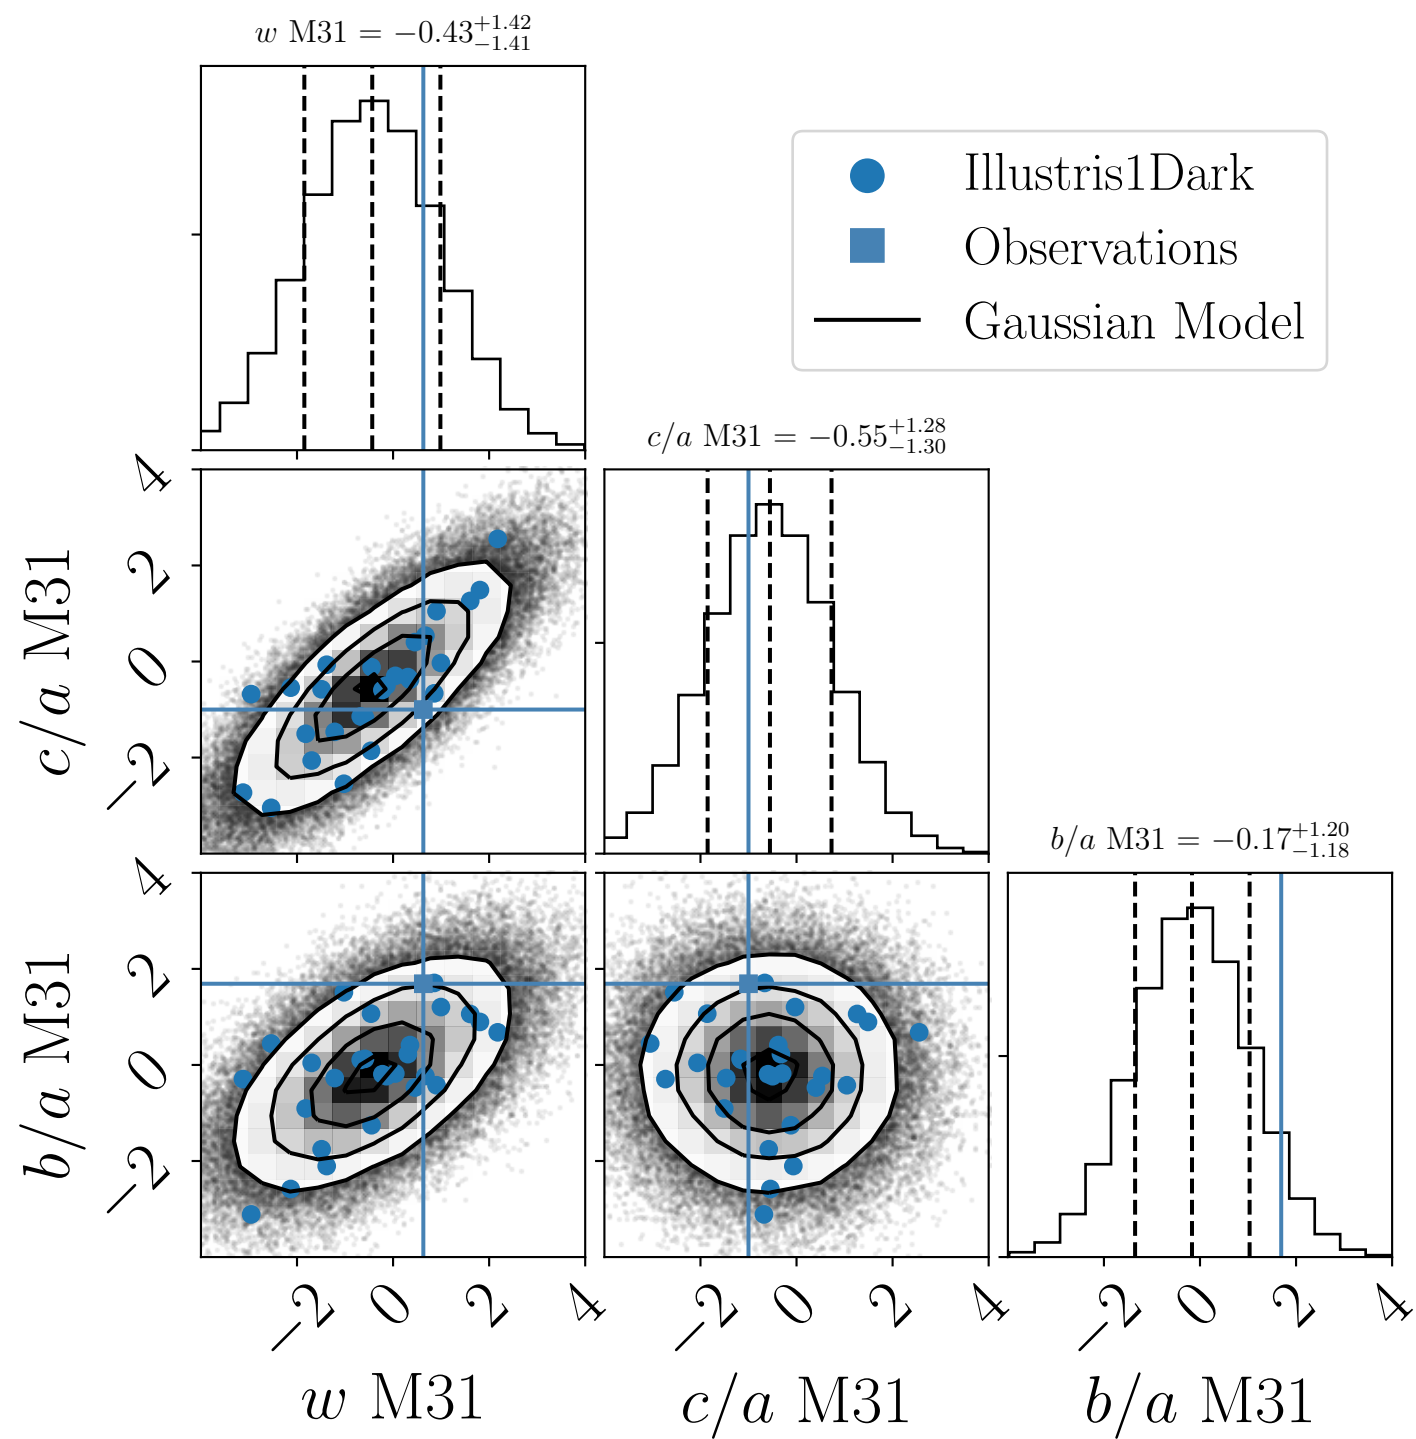 w M31 = −0.43+1.42−1.41
Illustris1Dark
Observations
Gaussian Model
c/a M31 = −0.55+1.28−1.30
4
2
0
−2
c/a M31
b/a M31 = −0.17+1.20−1.18
4
2
0
−2
b/a M31
−2 0 2 4
−2 0 2 4
−2 0 2 4
w M31
c/a M31
b/a M31